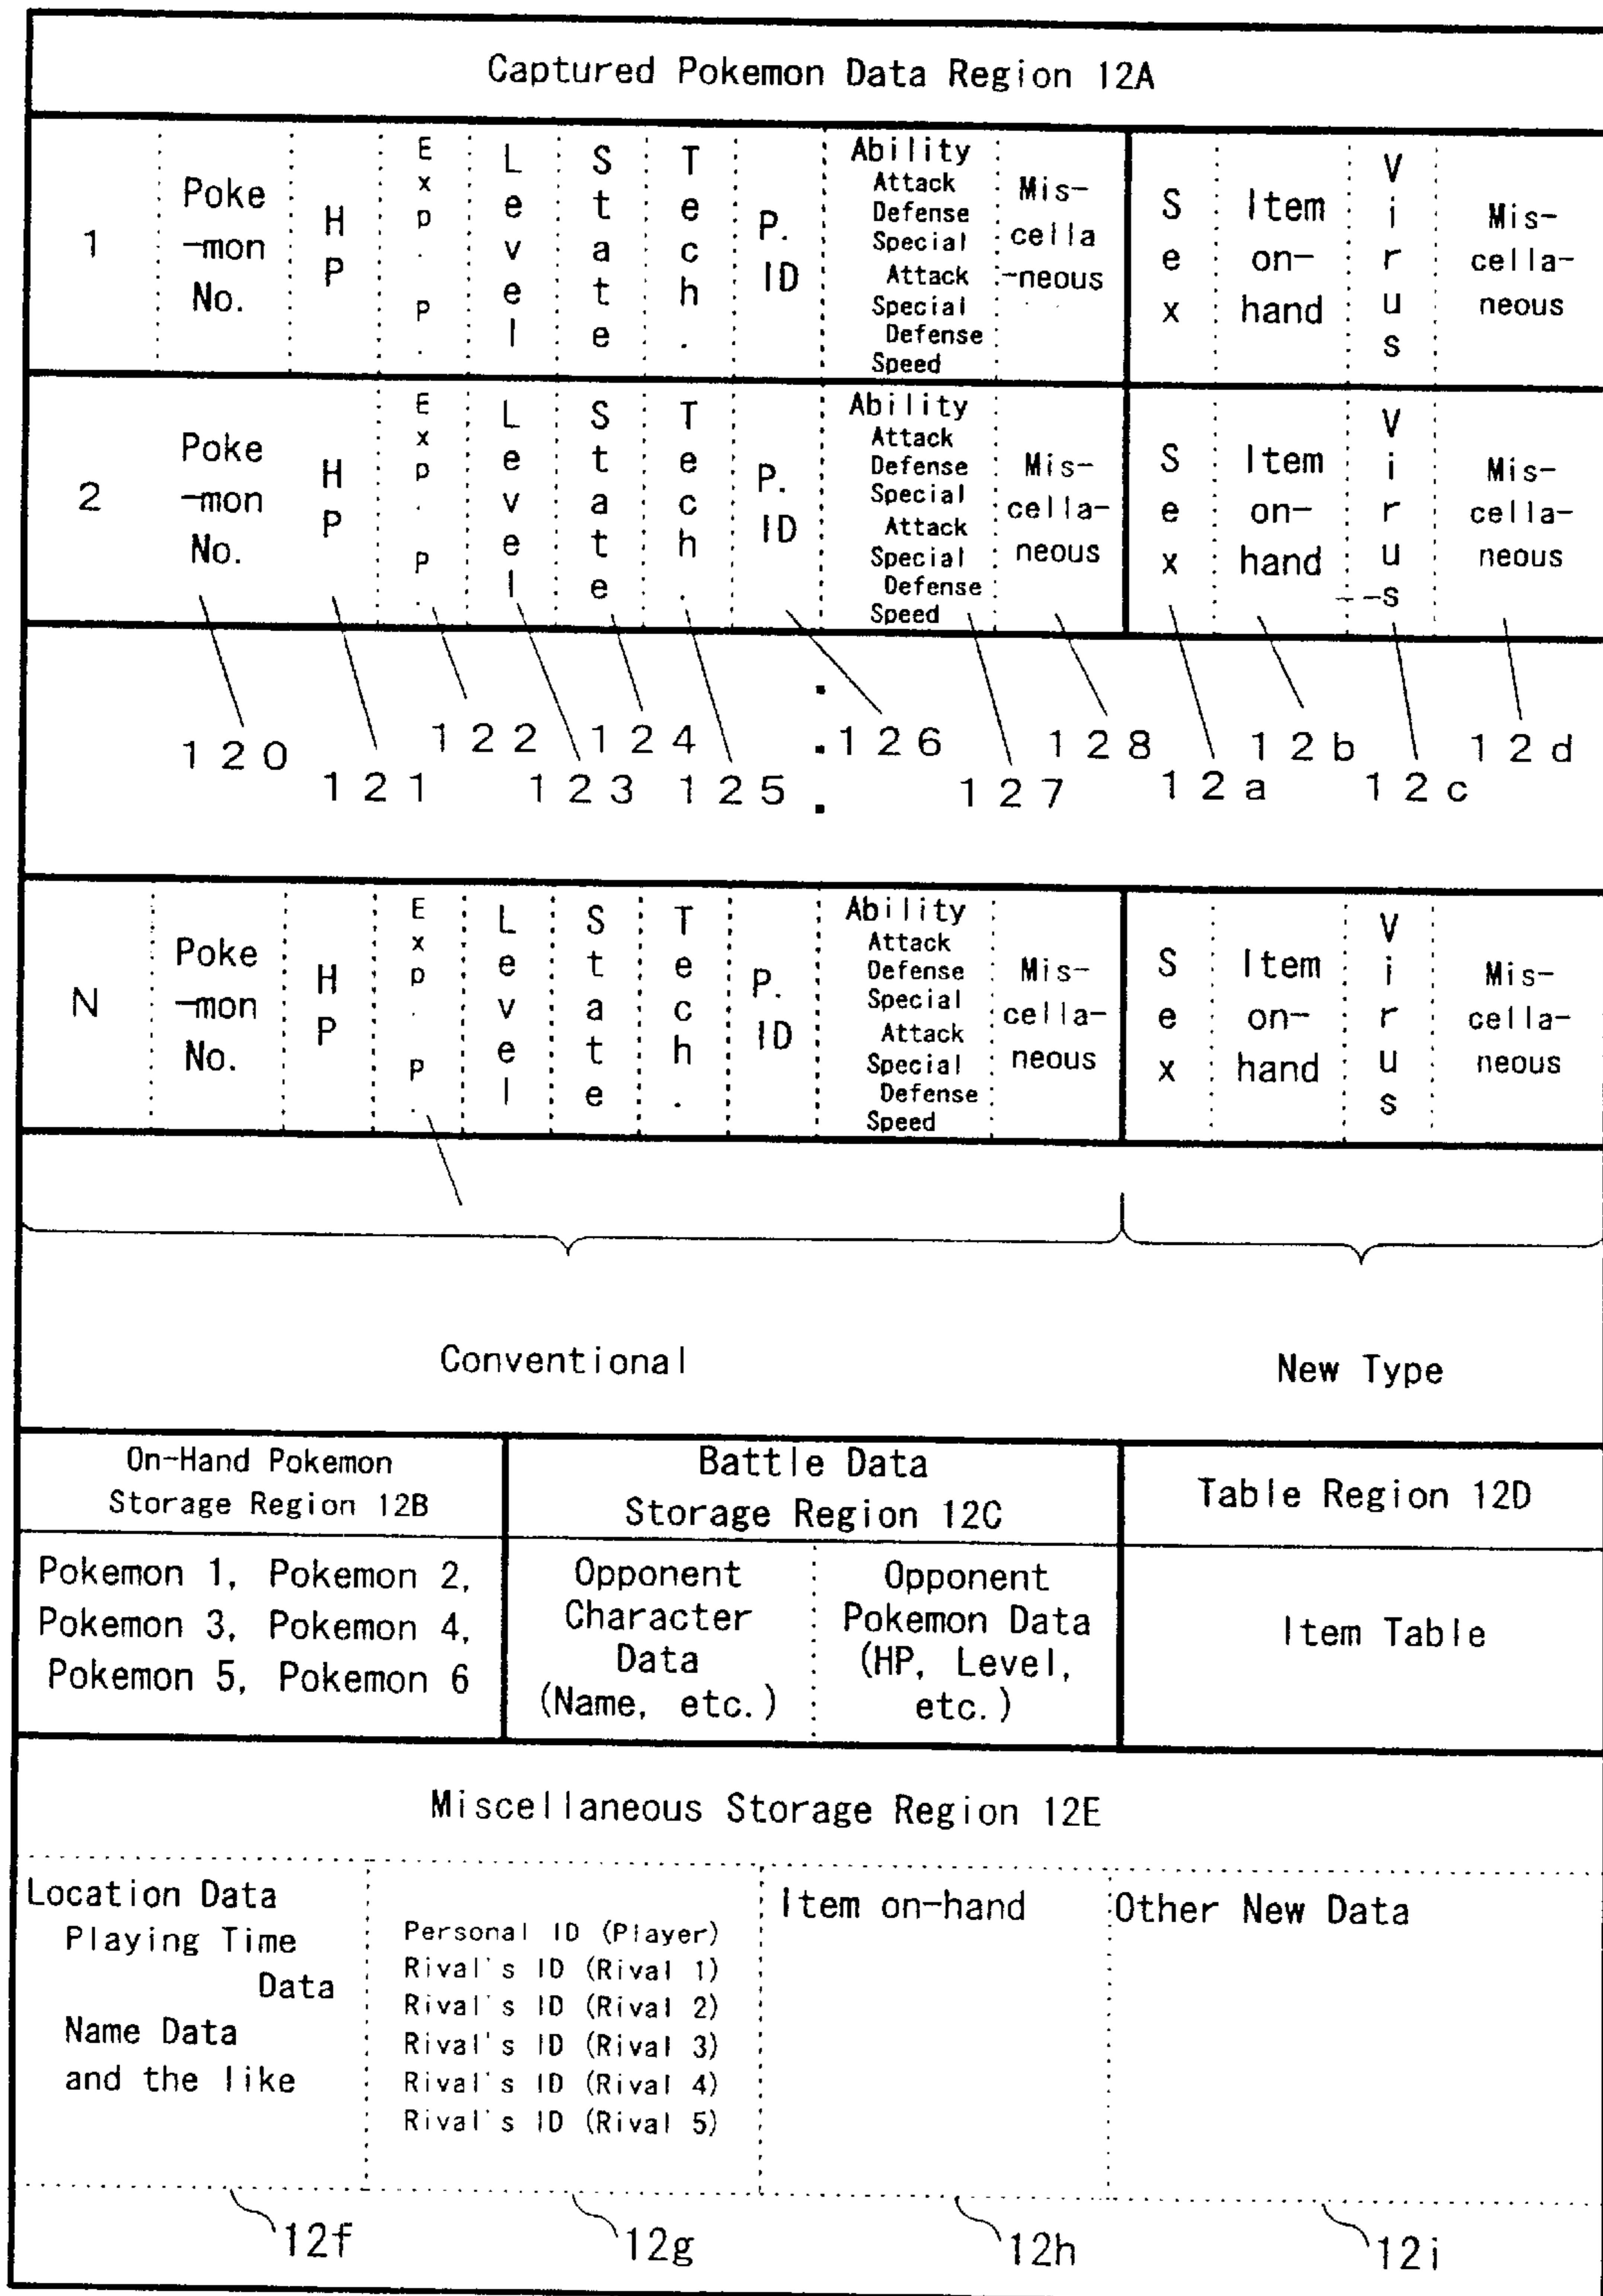 Captured Pokemon Data Region 12A
1
Poke
-mon
No.
HP
Exp. P.
Level
State
Tech.
P.
ID
Ability
Attack
Defense
Special
Attack
Special
Defense
Speed
Mis-
cella
-neous
Sex
Item
on-
hand
Virus
Mis-
cella-
neous
2
Poke
-mon
No.
HP
Exp. P.
Level
State
Tech.
P.
ID
Ability
Attack
Defense
Special
Attack
Special
Defense
Speed
Mis-
cella-
neous
Sex
Item
on-
hand
Virus
Mis-
cella-
neous
120
121
122
123
124
125
126
127
128
12a
12b
12c
12d
N
Poke
-mon
No.
HP
Exp. P.
Level
State
Tech.
P.
ID
Ability
Attack
Defense
Special
Attack
Special
Defense
Speed
Mis-
cella-
neous
Sex
Item
on-
hand
Virus
Mis-
cella-
neous
Conventional
New Type
On-Hand Pokemon
Storage Region 12B
Pokemon 1, Pokemon 2,
Pokemon 3, Pokemon 4,
Pokemon 5, Pokemon 6
Battle Data
Storage Region 12C
Opponent
Character
Data
(Name, etc.)
Opponent
Pokemon Data
(HP, Level,
etc.)
Table Region 12D
Item Table
Miscellaneous Storage Region 12E
Location Data
Playing Time
Data
Name Data
and the like
Personal ID (Player)
Rival's ID (Rival 1)
Rival's ID (Rival 2)
Rival's ID (Rival 3)
Rival's ID (Rival 4)
Rival's ID (Rival 5)
Item on-hand
Other New Data
12f
12g
12h
12i